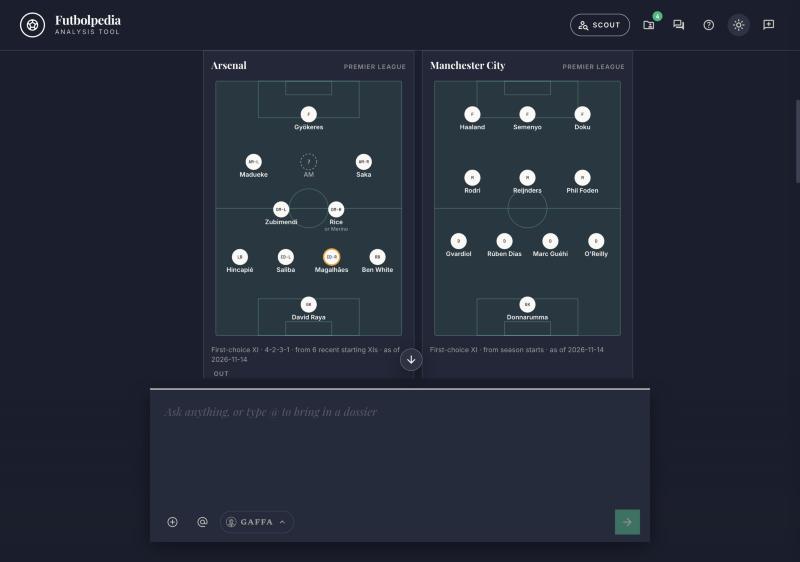 Futbolpedia
ANALYSIS TOOL
SCOUT
4
Arsenal
PREMIER LEAGUE
F
Gyökeres
AM-L
Madueke
?
AM
AM-R
Saka
DM-L
Zubimendi
DM-R
Rice
or Merino
LB
Hincapié
CD-L
Saliba
CD-R
Magalhães
RB
Ben White
GK
David Raya
First-choice XI · 4-2-3-1 · from 6 recent starting XIs · as of
2026-11-14
OUT
Manchester City
PREMIER LEAGUE
F
Haaland
F
Semenyo
F
Doku
M
Rodri
M
Reijnders
M
Phil Foden
D
Gvardiol
D
Rúben Dias
D
Marc Guéhi
D
O'Reilly
GK
Donnarumma
First-choice XI · from season starts · as of 2026-11-14
Ask anything, or type @ to bring in a dossier
GAFFA